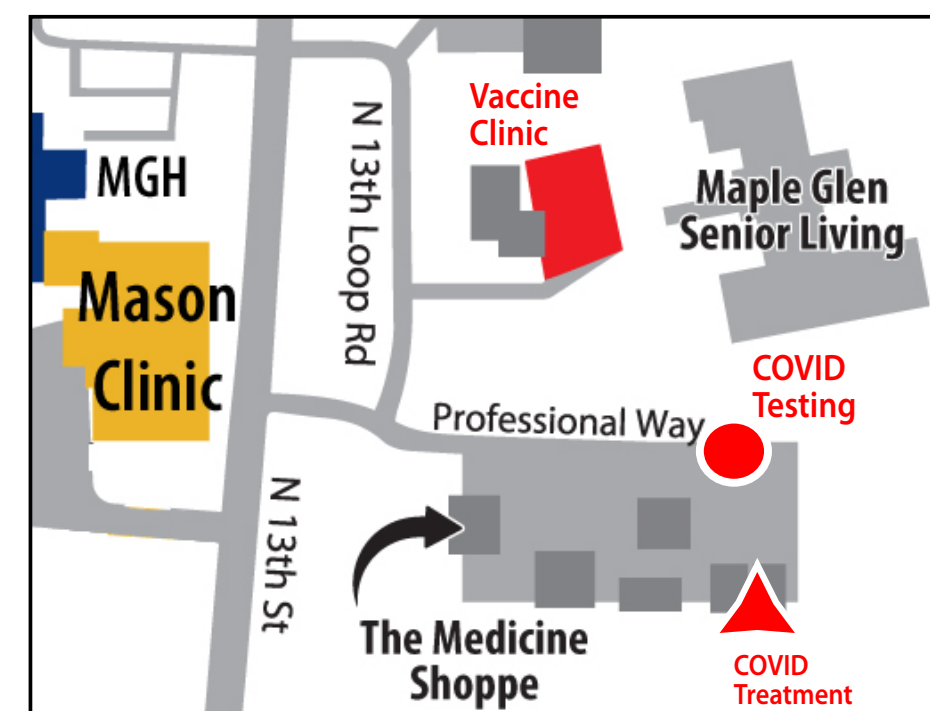 Vaccine
Clinic
N 13th Loop Rd
MGH
Maple Glen
Senior Living
Mason
Clinic
COVID
Testing
Professional Way
N 13th St
The Medicine
Shoppe
COVID
Treatment